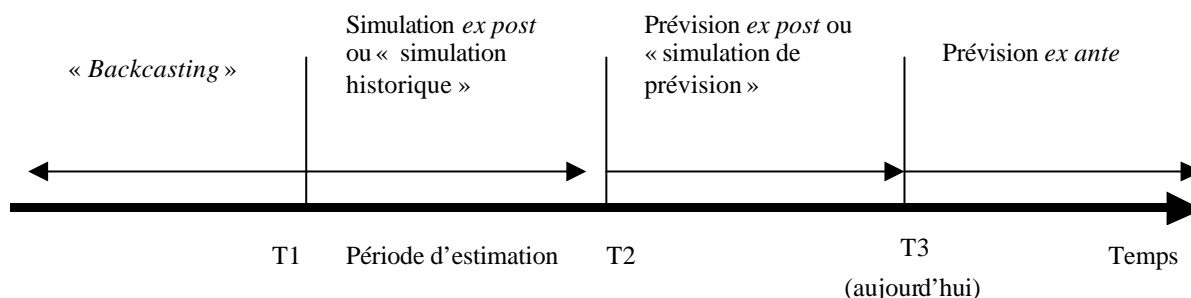 « Backcasting »
Simulation ex post
ou « simulation
historique »
Prévision ex post ou
« simulation de
prévision »
Prévision ex ante
T1
Période d'estimation
T2
T3
(aujourd'hui)
Temps